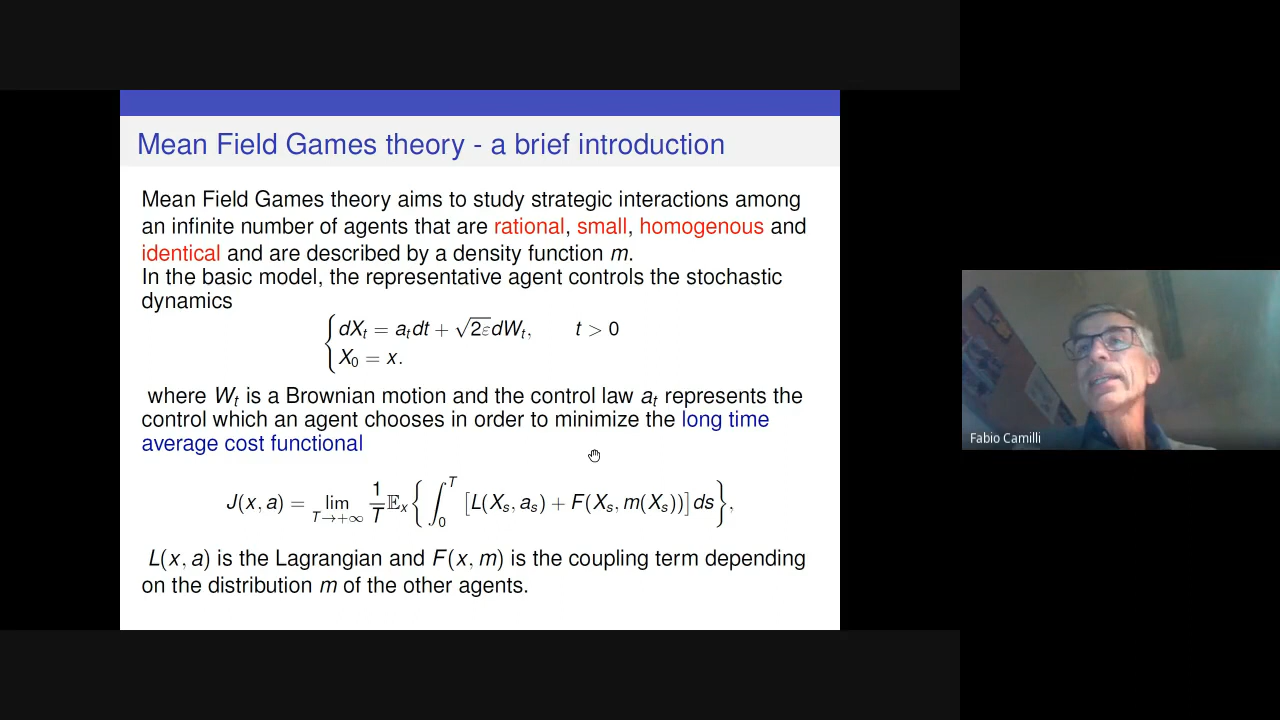 Mean Field Games theory - a brief introduction
Mean Field Games theory aims to study strategic interactions among
an infinite number of agents that are rational, small, homogenous and
identical and are described by a density function m.
In the basic model, the representative agent controls the stochastic
dynamics
{ dX_t = a_t dt + √2ε dW_t, t > 0
X_0 = x.
where W_t is a Brownian motion and the control law a_t represents the
control which an agent chooses in order to minimize the long time
average cost functional
J(x, a) = lim_{T→+∞} 1/T 𝔼_x { ∫_0^T [L(X_s, a_s) + F(X_s, m(X_s))] ds },
L(x, a) is the Lagrangian and F(x, m) is the coupling term depending
on the distribution m of the other agents.
Fabio Camilli